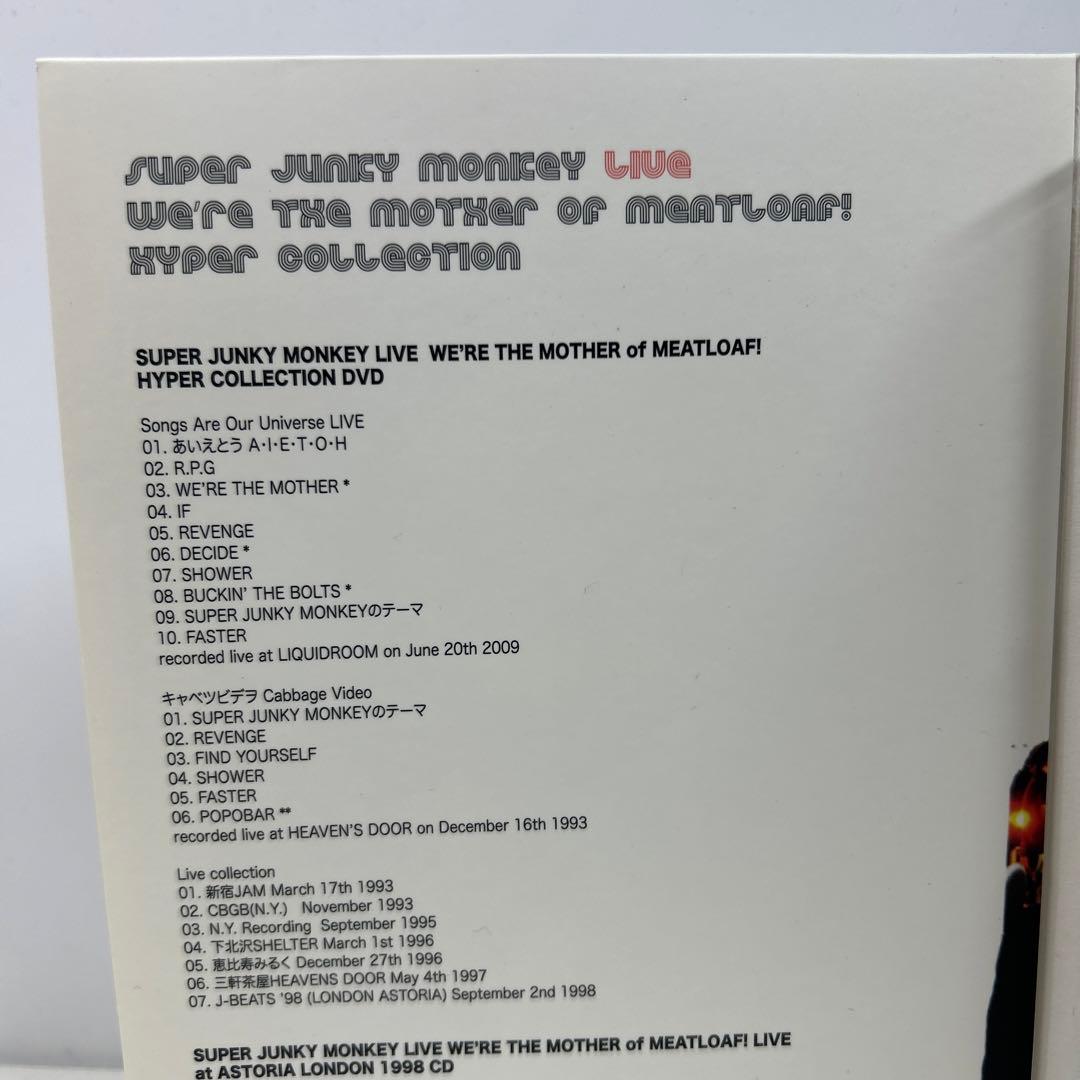 SUPER JUNKY MONKEY LIVE
WE'RE THE MOTHER OF MEATLOAF!
HYPER COLLECTION
SUPER JUNKY MONKEY LIVE WE'RE THE MOTHER of MEATLOAF!
HYPER COLLECTION DVD
Songs Are Our Universe LIVE
01. あいえとう A・I・E・T・O・H
02. R.P.G
03. WE'RE THE MOTHER *
04. IF
05. REVENGE
06. DECIDE *
07. SHOWER
08. BUCKIN' THE BOLTS *
09. SUPER JUNKY MONKEYのテーマ
10. FASTER
recorded live at LIQUIDROOM on June 20th 2009
キャベツビデヲ Cabbage Video
01. SUPER JUNKY MONKEYのテーマ
02. REVENGE
03. FIND YOURSELF
04. SHOWER
05. FASTER
06. POPOBAR **
recorded live at HEAVEN'S DOOR on December 16th 1993
Live collection
01. 新宿JAM March 17th 1993
02. CBGB(N.Y.) November 1993
03. N.Y. Recording September 1995
04. 下北沢SHELTER March 1st 1996
05. 恵比寿みるく December 27th 1996
06. 三軒茶屋HEAVENS DOOR May 4th 1997
07. J-BEATS '98 (LONDON ASTORIA) September 2nd 1998
SUPER JUNKY MONKEY LIVE WE'RE THE MOTHER of MEATLOAF! LIVE
at ASTORIA LONDON 1998 CD